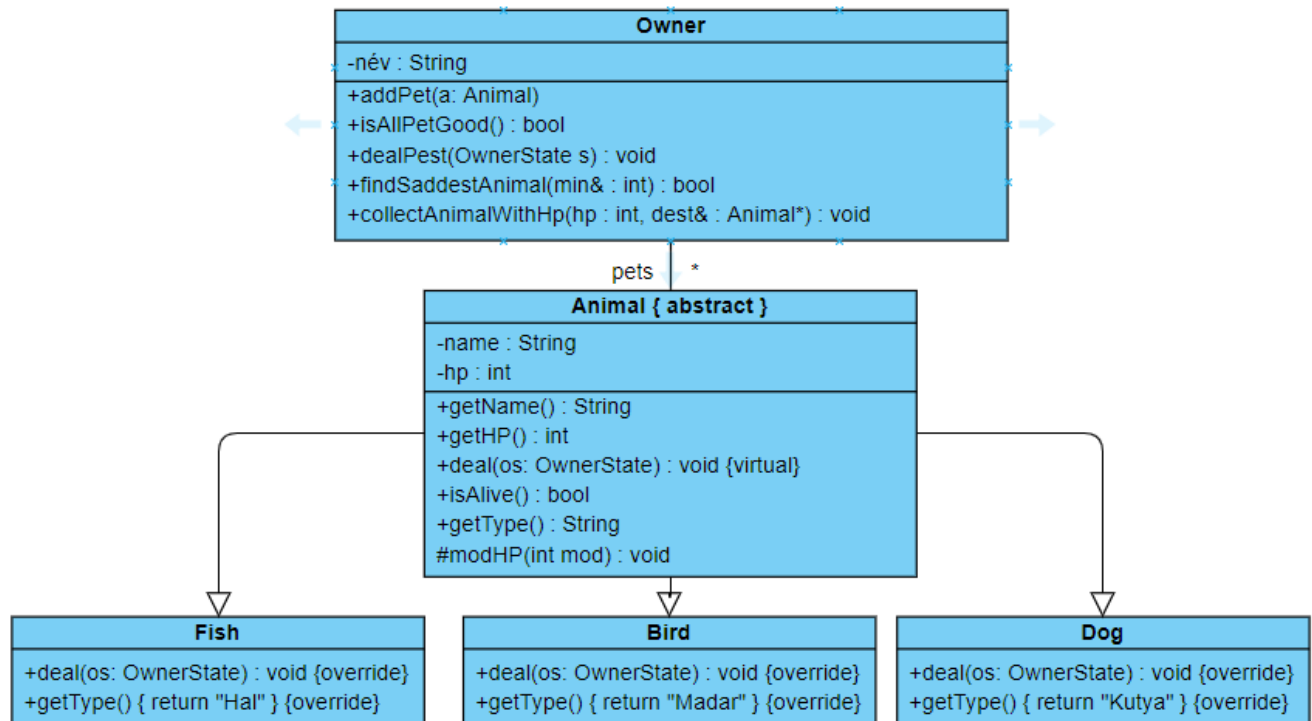 Owner
-név : String
+addPet(a: Animal)
+isAllPetGood() : bool
+dealPest(OwnerState s) : void
+findSaddestAnimal(min& : int) : bool
+collectAnimalWithHp(hp : int, dest& : Animal*) : void
pets *
Animal { abstract }
-name : String
-hp : int
+getName() : String
+getHP() : int
+deal(os: OwnerState) : void {virtual}
+isAlive() : bool
+getType() : String
#modHP(int mod) : void
Fish
+deal(os: OwnerState) : void {override}
+getType() { return "Hal" } {override}
Bird
+deal(os: OwnerState) : void {override}
+getType() { return "Madar" } {override}
Dog
+deal(os: OwnerState) : void {override}
+getType() { return "Kutya" } {override}